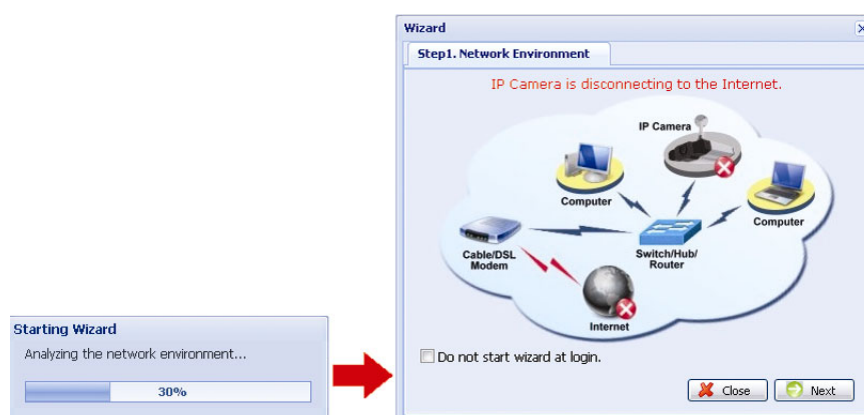 Starting Wizard
Analyzing the network environment...
30%
Wizard
Step1. Network Environment
IP Camera is disconnecting to the Internet.
IP Camera
Computer
Computer
Cable/DSL
Modem
Switch/Hub/
Router
Internet
Do not start wizard at login.
Close
Next